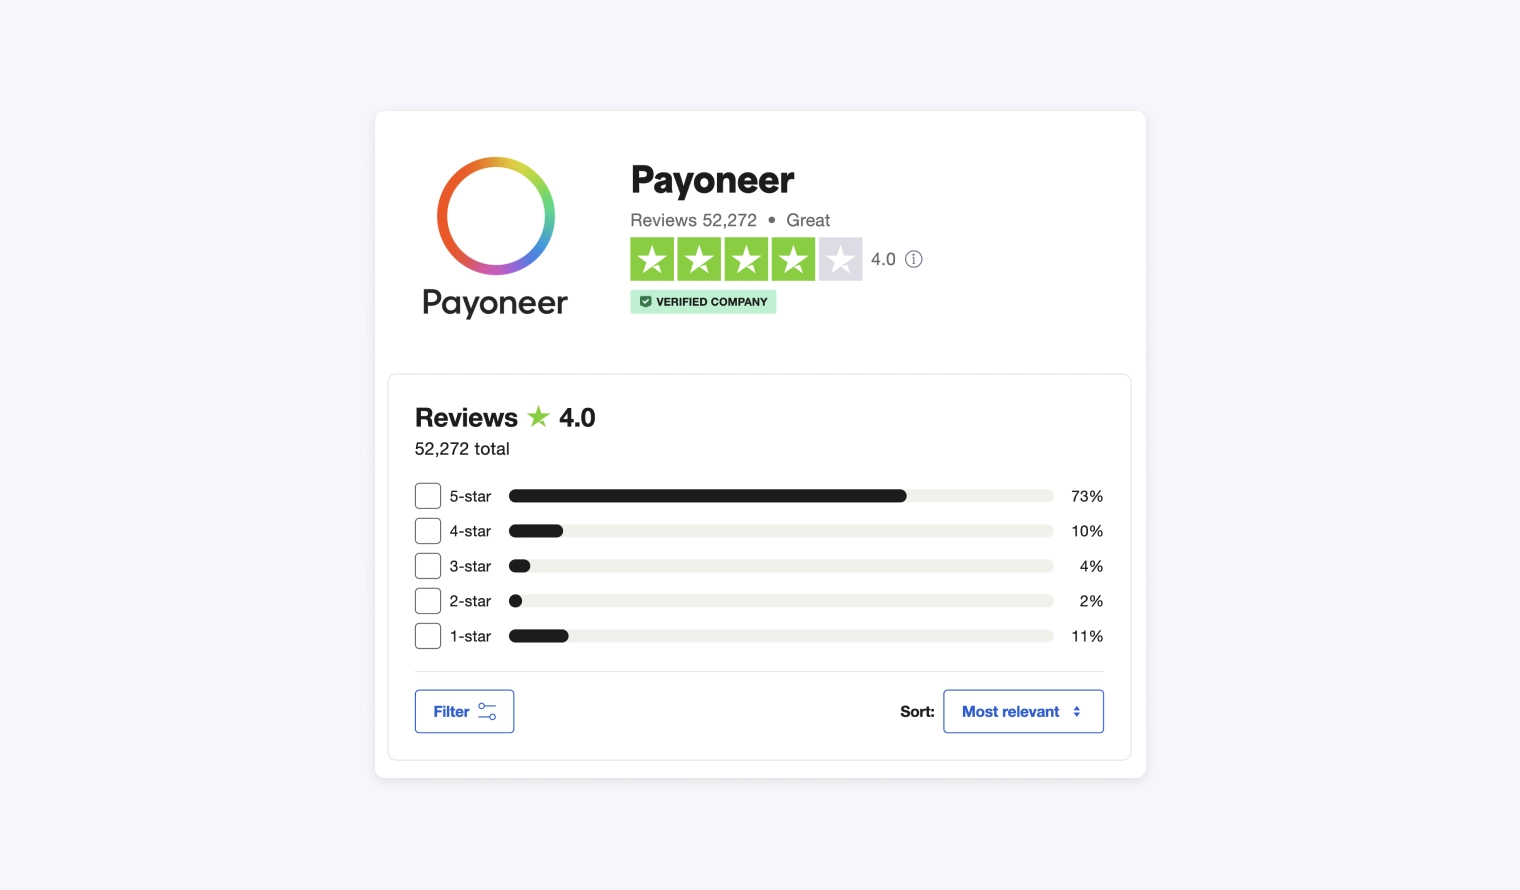 Payoneer
Payoneer
Reviews 52,272 • Great
4.0
VERIFIED COMPANY
Reviews ★ 4.0
52,272 total
5-star 73%
4-star 10%
3-star 4%
2-star 2%
1-star 11%
Filter
Sort: Most relevant